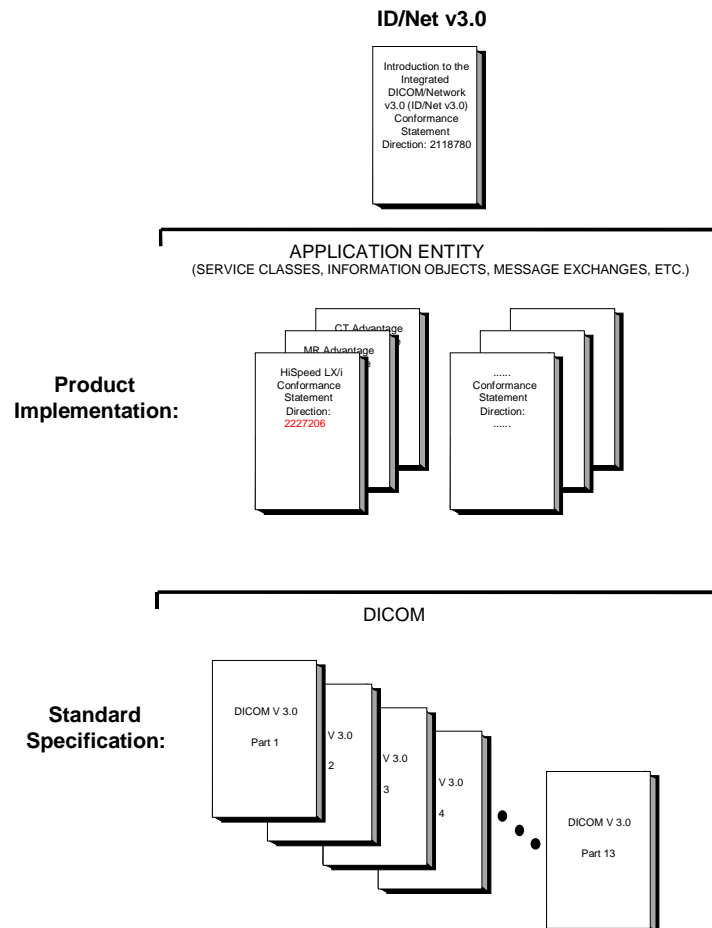 ID/Net v3.0
Introduction to the
Integrated
DICOM/Network
v3.0 (ID/Net v3.0)
Conformance
Statement
Direction: 2118780
APPLICATION ENTITY
(SERVICE CLASSES, INFORMATION OBJECTS, MESSAGE EXCHANGES, ETC.)
Product
Implementation:
CT Advantage
MR Advantage
HiSpeed LX/i
Conformance
Statement
Direction:
2227206
......
Conformance
Statement
Direction:
......
DICOM
Standard
Specification:
DICOM V 3.0
Part 1
V 3.0
2
V 3.0
3
V 3.0
4
DICOM V 3.0
Part 13